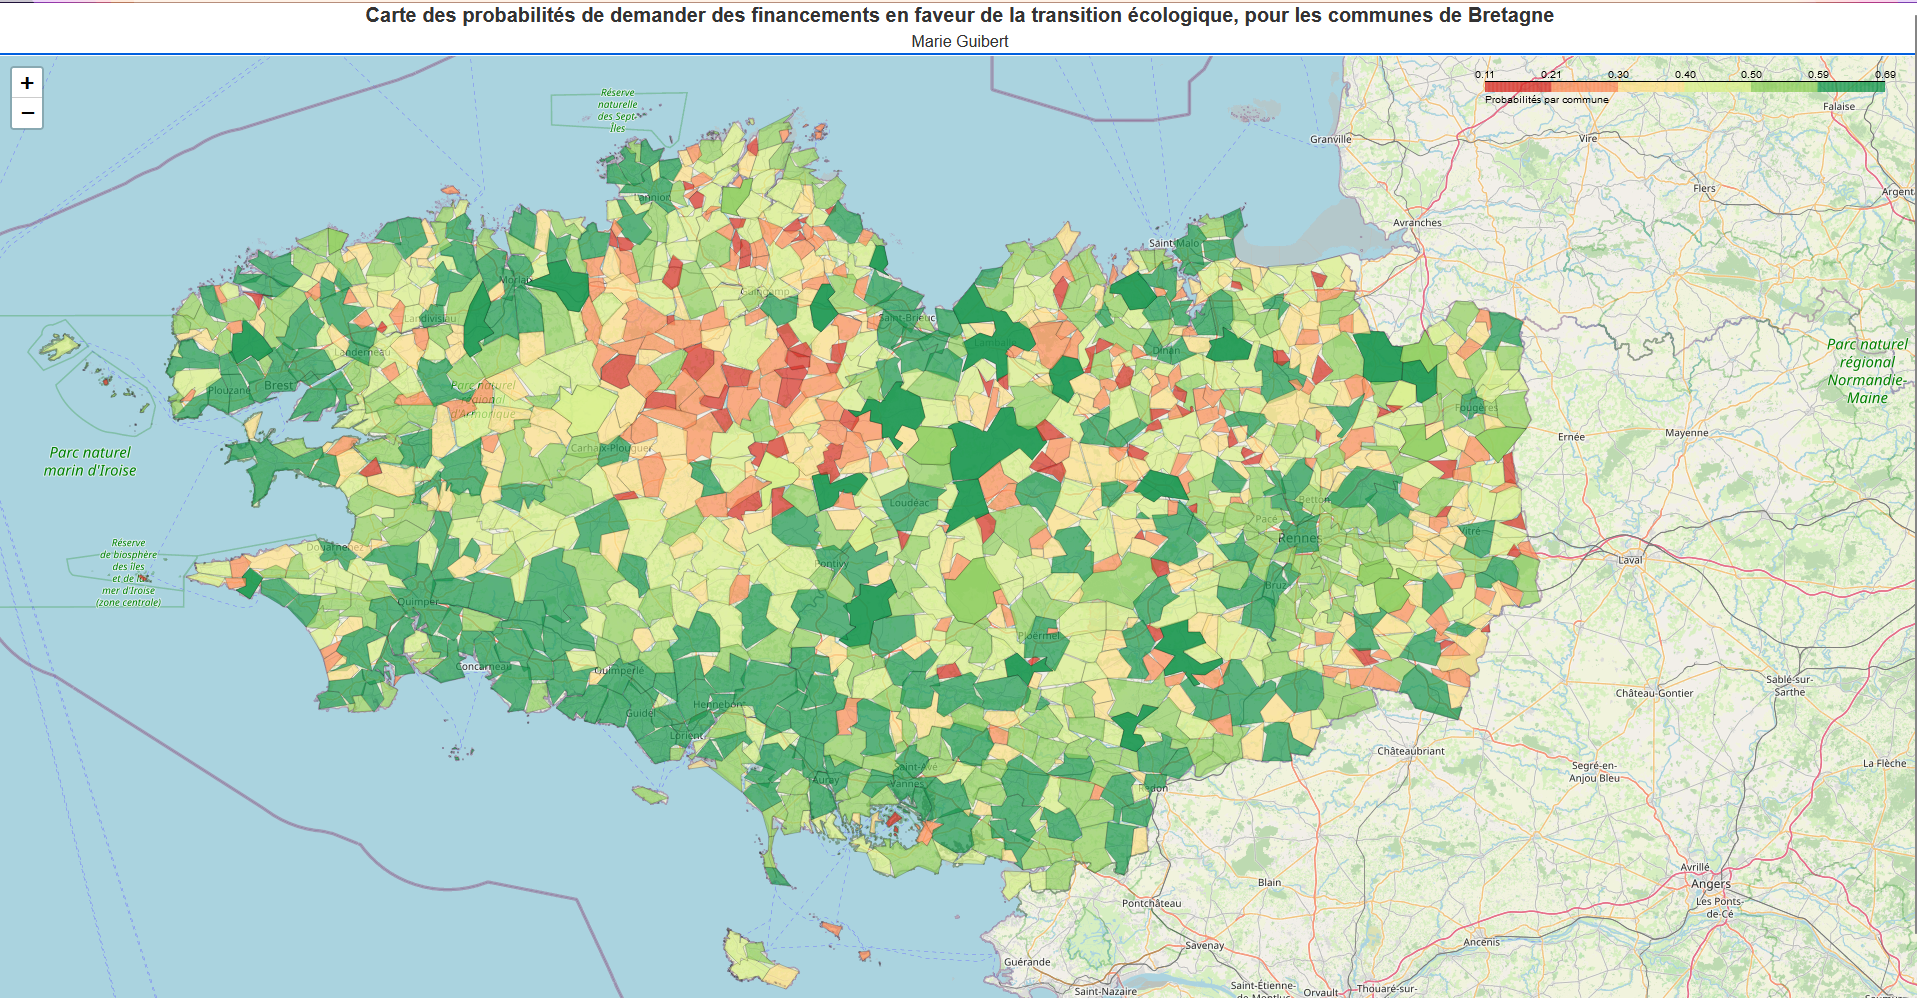 Carte des probabilités de demander des financements en faveur de la transition écologique, pour les communes de Bretagne
Marie Guibert
+
−
0.11 0.21 0.30 0.40 0.50 0.59 0.69
Probabilités par commune
Réserve
naturelle
des Sept-
Îles
Falaise
Granville
Vire
Flers
Argent
Avranches
Lannion
Saint-Malo
Morlaix
Guingamp
Landivisiau
Saint-Brieuc
Landerneau
Lamballe
Dinan
Parc naturel
régional
Normandie-
Maine
Plouzané
Brest
Parc naturel
régional
d'Armorique
Fougères
Ernée
Mayenne
Carhaix-Plouguer
Parc naturel
marin d'Iroise
Loudéac
Betton
Pacé
Rennes
Vitré
Laval
Réserve
de biosphère
des îles
et de la
mer d'Iroise
(zone centrale)
Douarnenez
Pontivy
Bruz
Quimper
Ploërmel
Concarneau
Quimperlé
Château-Gontier
Sablé-sur-
Sarthe
Guidel
Hennebont
Lorient
Châteaubriant
Segré-en-
Anjou Bleu
La Flèche
Saint-Avé
Auray
Vannes
Redon
Avrillé
Angers
Les Ponts-
de-Cé
Blain
Pontchâteau
Ancenis
Savenay
Guérande
Saint-Nazaire
Saint-Étienne-
de-Montluc
Orvault
Thouaré-sur-